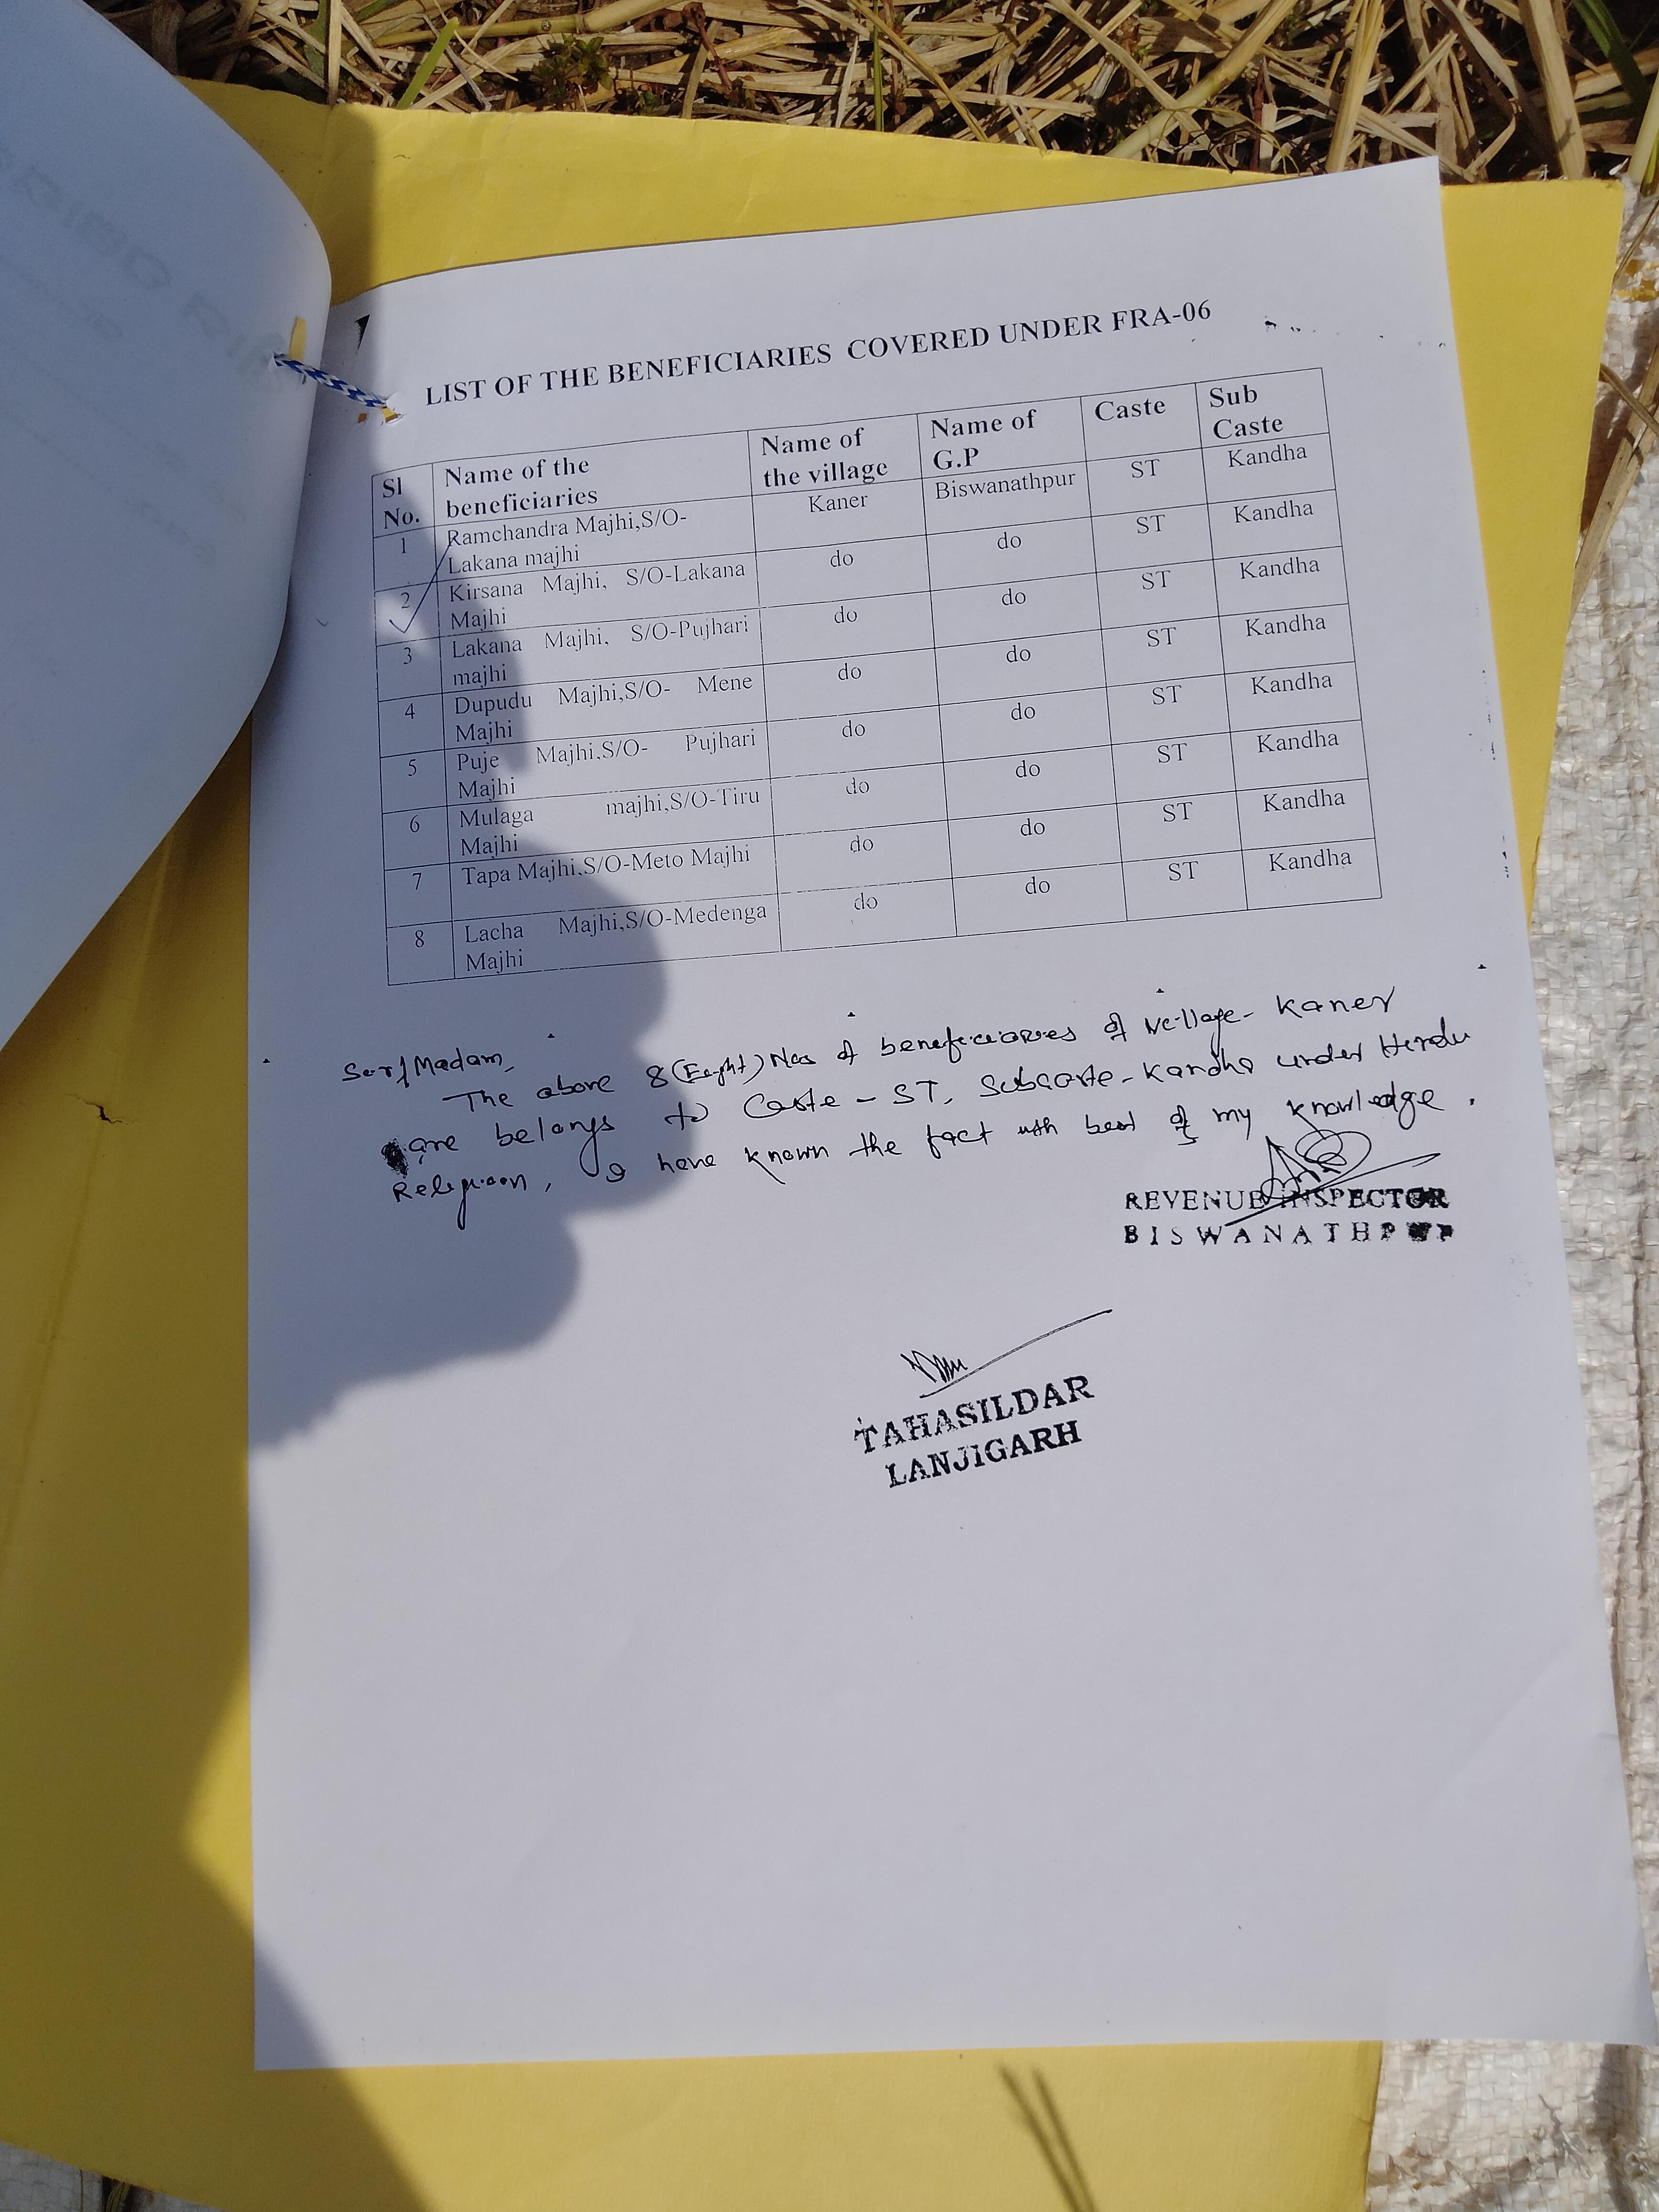 LIST OF THE BENEFICIARIES COVERED UNDER FRA-06
Sl No. Name of the beneficiaries Name of the village Name of G.P Caste Sub Caste
1 Ramchandra Majhi,S/O- Lakana majhi Kaner Biswanathpur ST Kandha
2 Kirsana Majhi, S/O-Lakana Majhi do do ST Kandha
3 Lakana Majhi, S/O-Pujhari majhi do do ST Kandha
4 Dupudu Majhi,S/O- Mene Majhi do do ST Kandha
5 Puje Majhi,S/O- Pujhari Majhi do do ST Kandha
6 Mulaga majhi,S/O-Tiru Majhi do do ST Kandha
7 Tapa Majhi,S/O-Meto Majhi do do ST Kandha
8 Lacha Majhi,S/O-Medenga Majhi do do ST Kandha
Sir/Madam,
The above 8(Eight) Nos of beneficiaries of village- Kaner
are belongs to Caste - ST, Subcaste - Kandha under Hindu
Religion, I have known the fact with best of my knowledge.
REVENUE INSPECTOR
BISWANATHPUR
TAHASILDAR
LANJIGARH